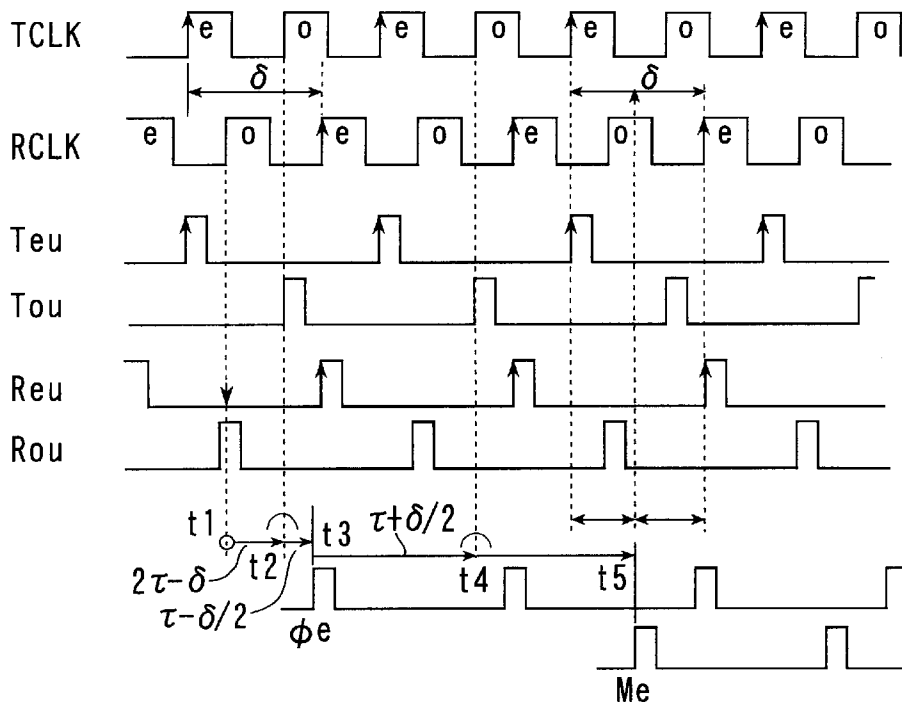 TCLK e o e o e o e o
δ δ
RCLK e o e o e o e o
Teu
Tou
Reu
Rou
t1 t2 t3 τ+δ/2 t4 t5
2τ-δ
τ-δ/2
φe
Me